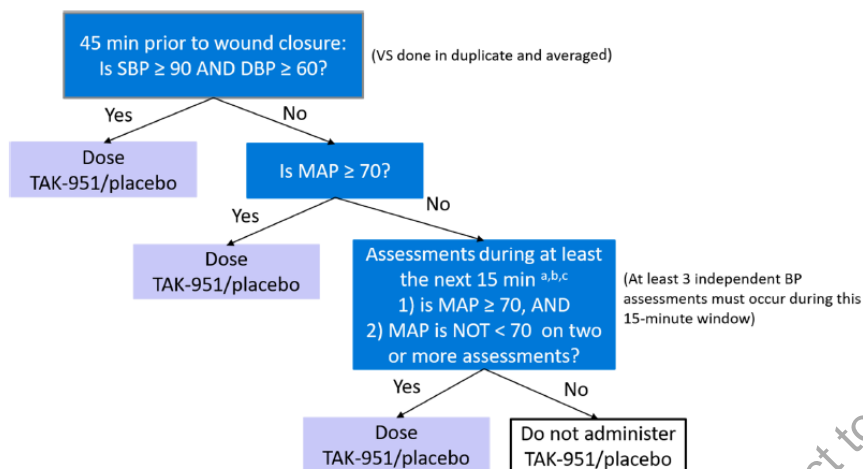 45 min prior to wound closure:
Is SBP ≥ 90 AND DBP ≥ 60?
(VS done in duplicate and averaged)
Yes
No
Dose
TAK-951/placebo
Is MAP ≥ 70?
Yes
No
Dose
TAK-951/placebo
Assessments during at least
the next 15 min a,b,c
1) is MAP ≥ 70, AND
2) MAP is NOT < 70 on two
or more assessments?
(At least 3 independent BP
assessments must occur during this
15-minute window)
Yes
No
Dose
TAK-951/placebo
Do not administer
TAK-951/placebo